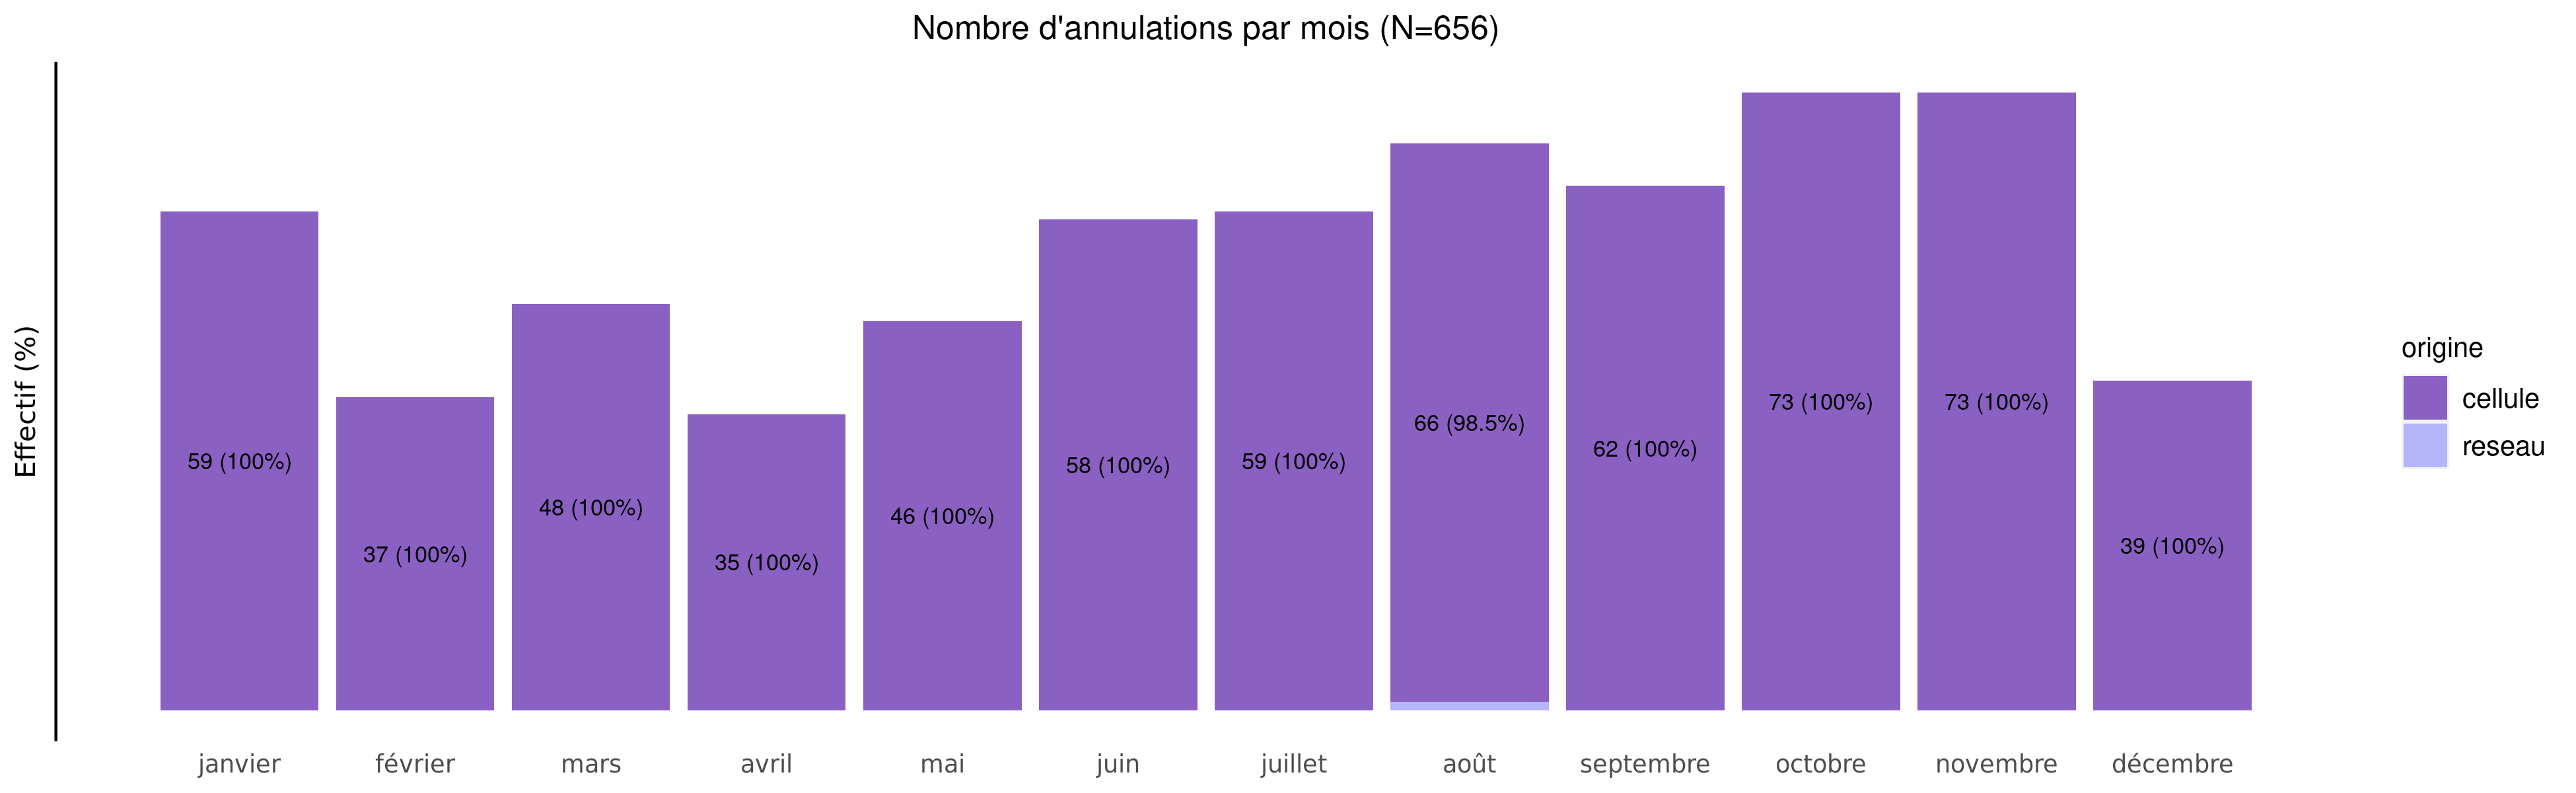 Nombre d'annulations par mois (N=656)
Effectif (%)
59 (100%)
37 (100%)
48 (100%)
35 (100%)
46 (100%)
58 (100%)
59 (100%)
66 (98.5%)
62 (100%)
73 (100%)
73 (100%)
39 (100%)
janvier
février
mars
avril
mai
juin
juillet
août
septembre
octobre
novembre
décembre
origine
cellule
reseau